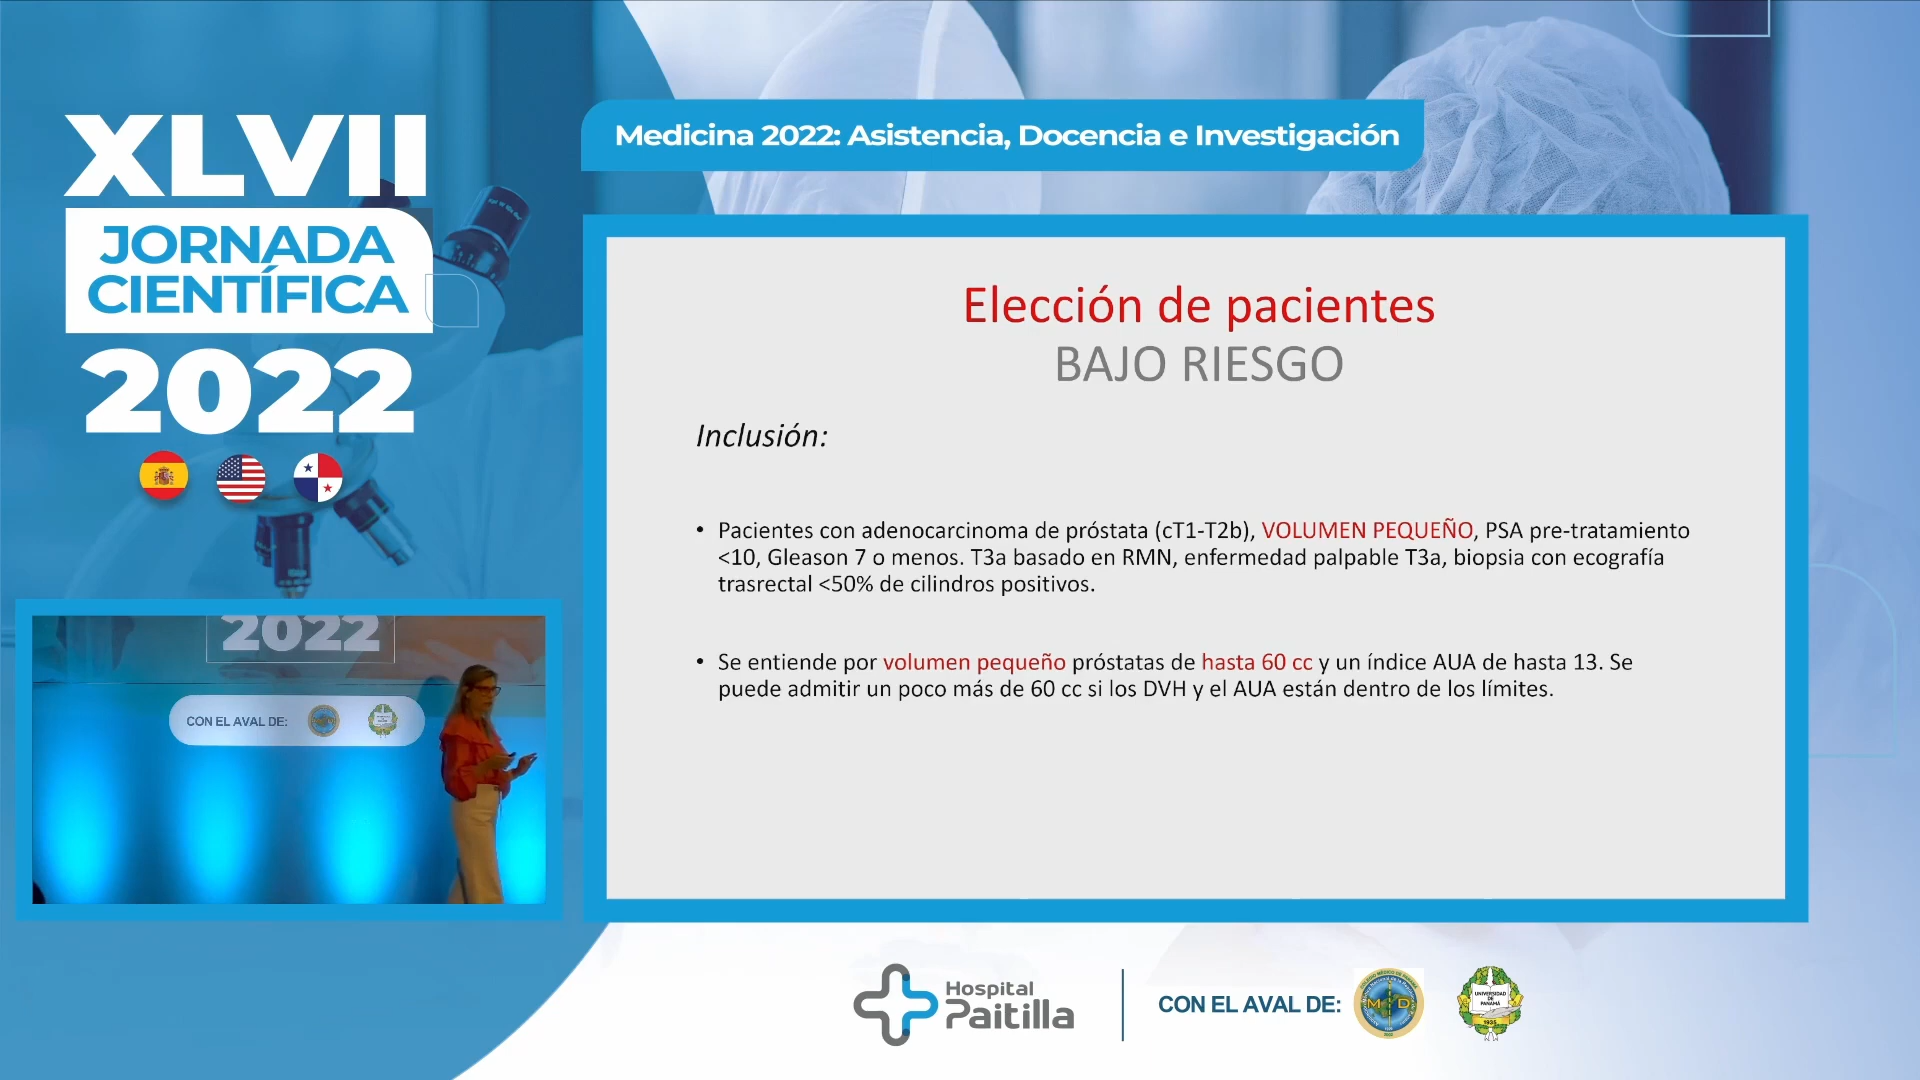 XLVII
JORNADA
CIENTÍFICA
2022
Medicina 2022: Asistencia, Docencia e Investigación
Elección de pacientes
BAJO RIESGO
Inclusión:
• Pacientes con adenocarcinoma de próstata (cT1-T2b), VOLUMEN PEQUEÑO, PSA pre-tratamiento
<10, Gleason 7 o menos. T3a basado en RMN, enfermedad palpable T3a, biopsia con ecografía
trasrectal <50% de cilindros positivos.
• Se entiende por volumen pequeño próstatas de hasta 60 cc y un índice AUA de hasta 13. Se
puede admitir un poco más de 60 cc si los DVH y el AUA están dentro de los límites.
2022
CON EL AVAL DE:
Hospital
Paitilla
CON EL AVAL DE:
M D
UNIVERSIDAD
DE
PANAMÁ
1935